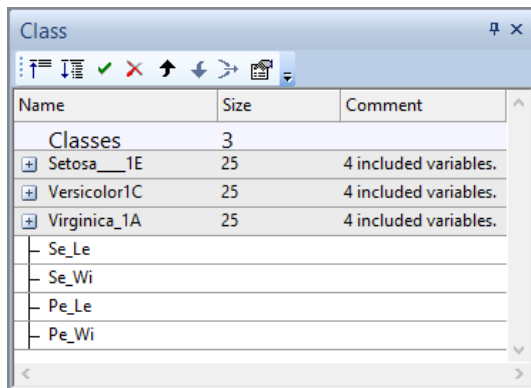 Class
Name Size Comment
Classes 3
Setosa___1E 25 4 included variables.
Versicolor1C 25 4 included variables.
Virginica_1A 25 4 included variables.
Se_Le
Se_Wi
Pe_Le
Pe_Wi